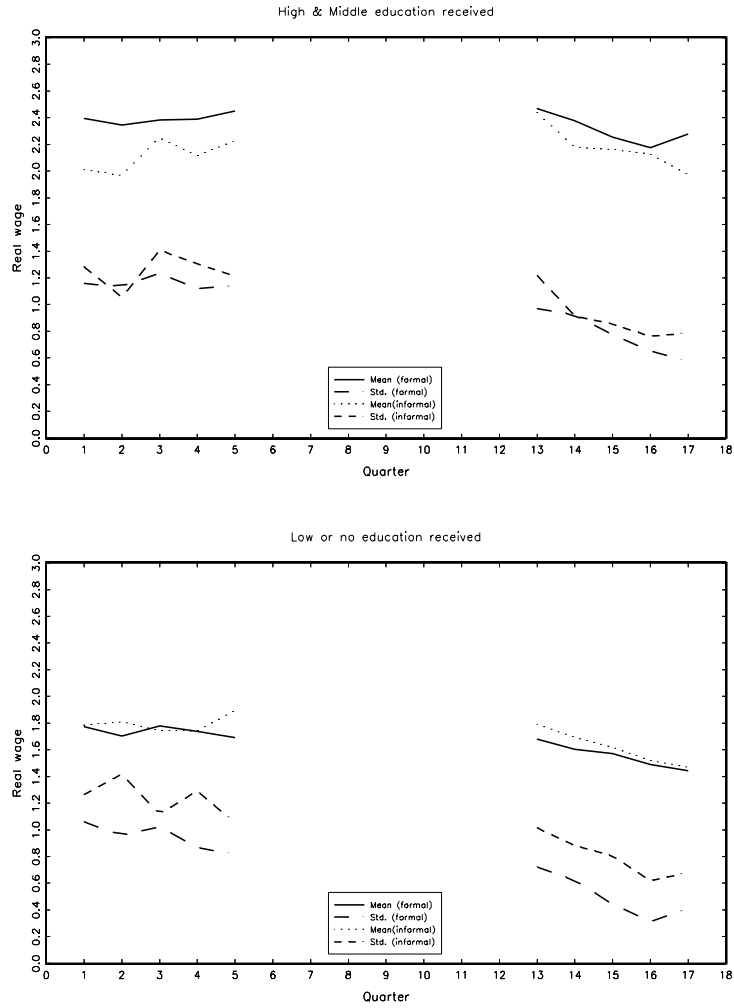 High & Middle education received
3.0
2.8
2.6
2.4
2.2
2.0
1.8
1.6
1.4
1.2
1.0
0.8
0.6
0.4
0.2
0.0
Real wage
Mean (formal)
Std. (formal)
Mean(informal)
Std. (informal)
0 1 2 3 4 5 6 7 8 9 10 11 12 13 14 15 16 17 18
Quarter
Low or no education received
3.0
2.8
2.6
2.4
2.2
2.0
1.8
1.6
1.4
1.2
1.0
0.8
0.6
0.4
0.2
0.0
Real wage
Mean (formal)
Std. (formal)
Mean(informal)
Std. (informal)
0 1 2 3 4 5 6 7 8 9 10 11 12 13 14 15 16 17 18
Quarter